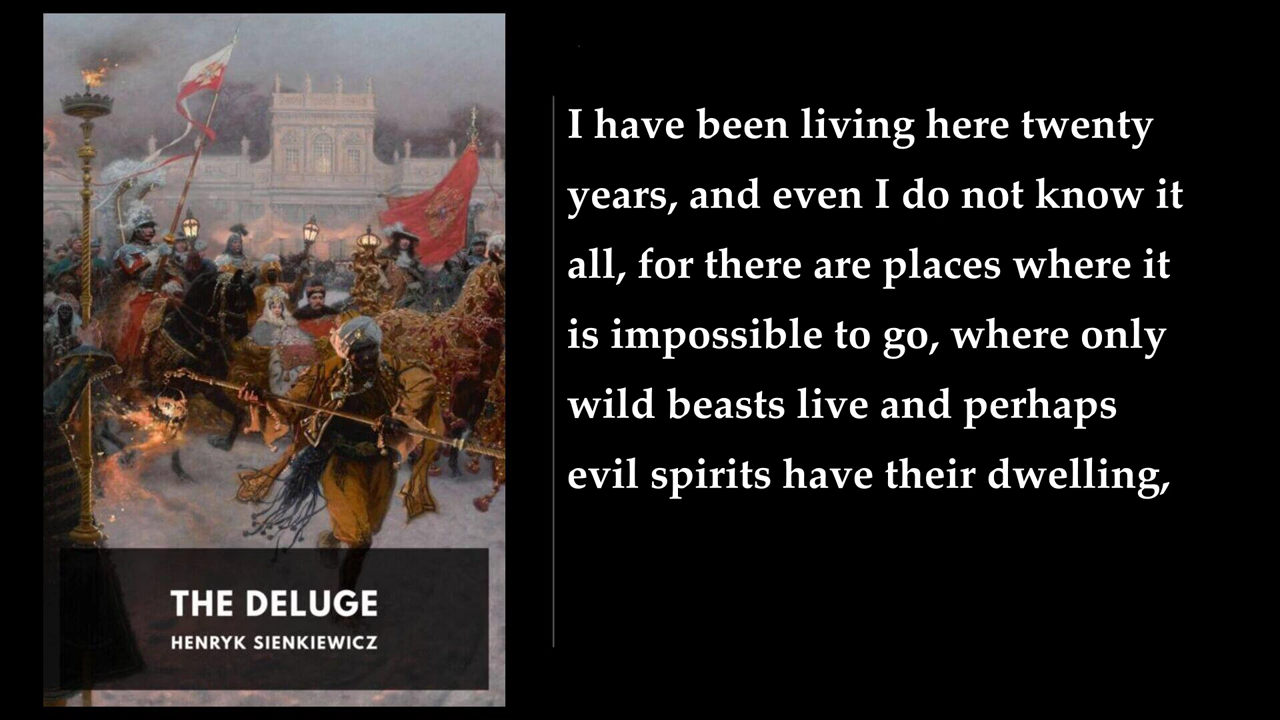 THE DELUGE
HENRYK SIENKIEWICZ
I have been living here twenty
years, and even I do not know it
all, for there are places where it
is impossible to go, where only
wild beasts live and perhaps
evil spirits have their dwelling,